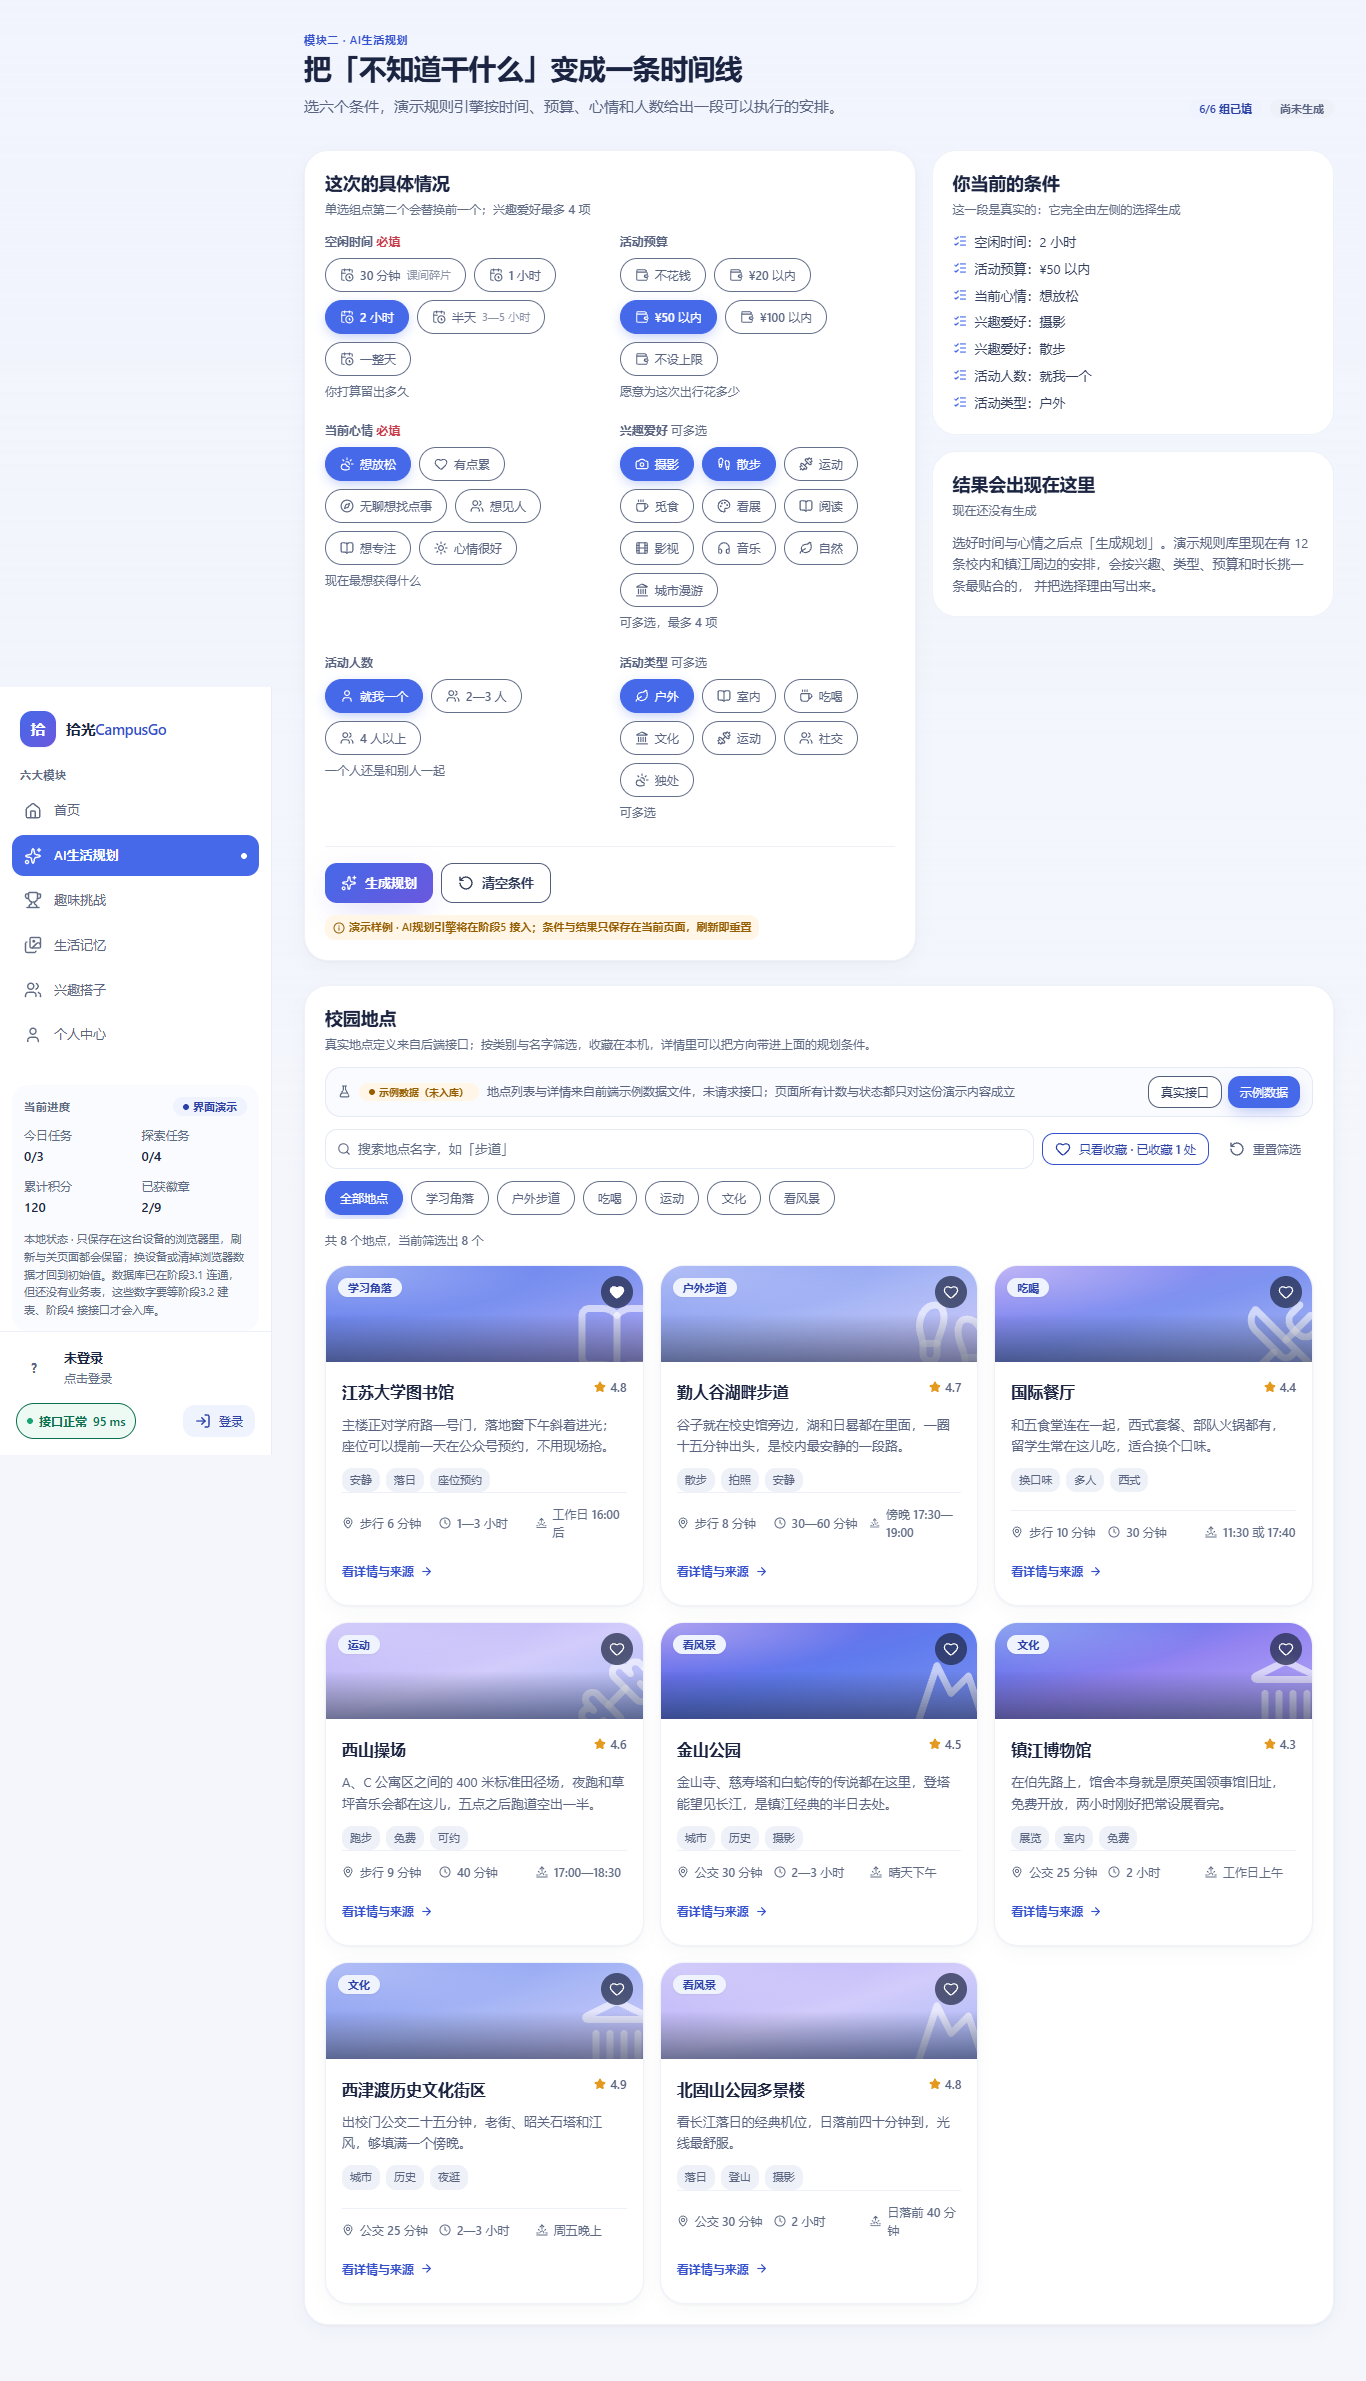 模块二 · AI生活规划
把「不知道干什么」变成一条时间线
选六个条件，演示规则引擎按时间、预算、心情和人数给出一段可以执行的安排。
6/6 组已填
尚未生成
这次的具体情况
单选组点第二个会替换前一个；兴趣爱好最多 4 项
空闲时间 必填
30 分钟 课间碎片
1 小时
2 小时
半天 3—5 小时
一整天
你打算留出多久
活动预算
不花钱
¥20 以内
¥50 以内
¥100 以内
不设上限
愿意为这次出行花多少
当前心情 必填
想放松
有点累
无聊想找点事
想见人
想专注
心情很好
现在最想获得什么
兴趣爱好 可多选
摄影
散步
运动
觅食
看展
阅读
影视
音乐
自然
城市漫游
可多选，最多 4 项
活动人数
就我一个
2—3 人
4 人以上
一个人还是和别人一起
活动类型 可多选
户外
室内
吃喝
文化
运动
社交
独处
可多选
生成规划
清空条件
演示样例 · AI规划引擎将在阶段5 接入；条件与结果只保存在当前页面，刷新即重置
你当前的条件
这一段是真实的：它完全由左侧的选择生成
空闲时间：2 小时
活动预算：¥50 以内
当前心情：想放松
兴趣爱好：摄影
兴趣爱好：散步
活动人数：就我一个
活动类型：户外
结果会出现在这里
现在还没有生成
选好时间与心情之后点「生成规划」。演示规则库里现在有 12
条校内和镇江周边的安排，会按兴趣、类型、预算和时长挑一
条最贴合的， 并把选择理由写出来。
拾
拾光CampusGo
六大模块
首页
AI生活规划
趣味挑战
生活记忆
兴趣搭子
个人中心
当前进度
界面演示
今日任务
0/3
探索任务
0/4
累计积分
120
已获徽章
2/9
本地状态 · 只保存在这台设备的浏览器里，刷
新与关页面都会保留；换设备或清掉浏览器数
据才回到初始值。数据库已在阶段3.1 连通，
但还没有业务表，这些数字要等阶段3.2 建
表、阶段4 接接口才会入库。
?
未登录
点击登录
接口正常 95 ms
登录
校园地点
真实地点定义来自后端接口；按类别与名字筛选，收藏在本机，详情里可以把方向带进上面的规划条件。
示例数据（未入库）
地点列表与详情来自前端示例数据文件，未请求接口；页面所有计数与状态都只对这份演示内容成立
真实接口
示例数据
搜索地点名字，如「步道」
只看收藏 · 已收藏 1 处
重置筛选
全部地点
学习角落
户外步道
吃喝
运动
文化
看风景
共 8 个地点，当前筛选出 8 个
学习角落
江苏大学图书馆
4.8
主楼正对学府路一号门，落地窗下午斜着进光；
座位可以提前一天在公众号预约，不用现场抢。
安静
落日
座位预约
步行 6 分钟
1—3 小时
工作日 16:00
后
看详情与来源
户外步道
勤人谷湖畔步道
4.7
谷子就在校史馆旁边，湖和日晷都在里面，一圈
十五分钟出头，是校内最安静的一段路。
散步
拍照
安静
步行 8 分钟
30—60 分钟
傍晚 17:30—
19:00
看详情与来源
吃喝
国际餐厅
4.4
和五食堂连在一起，西式套餐、部队火锅都有，
留学生常在这儿吃，适合换个口味。
换口味
多人
西式
步行 10 分钟
30 分钟
11:30 或 17:40
看详情与来源
运动
西山操场
4.6
A、C 公寓区之间的 400 米标准田径场，夜跑和草
坪音乐会都在这儿，五点之后跑道空出一半。
跑步
免费
可约
步行 9 分钟
40 分钟
17:00—18:30
看详情与来源
看风景
金山公园
4.5
金山寺、慈寿塔和白蛇传的传说都在这里，登塔
能望见长江，是镇江经典的半日去处。
城市
历史
摄影
公交 30 分钟
2—3 小时
晴天下午
看详情与来源
文化
镇江博物馆
4.3
在伯先路上，馆舍本身就是原英国领事馆旧址，
免费开放，两小时刚好把常设展看完。
展览
室内
免费
公交 25 分钟
2 小时
工作日上午
看详情与来源
文化
西津渡历史文化街区
4.9
出校门公交二十五分钟，老街、昭关石塔和江
风，够填满一个傍晚。
城市
历史
夜逛
公交 25 分钟
2—3 小时
周五晚上
看详情与来源
看风景
北固山公园多景楼
4.8
看长江落日的经典机位，日落前四十分钟到，光
线最舒服。
落日
登山
摄影
公交 30 分钟
2 小时
日落前 40 分
钟
看详情与来源